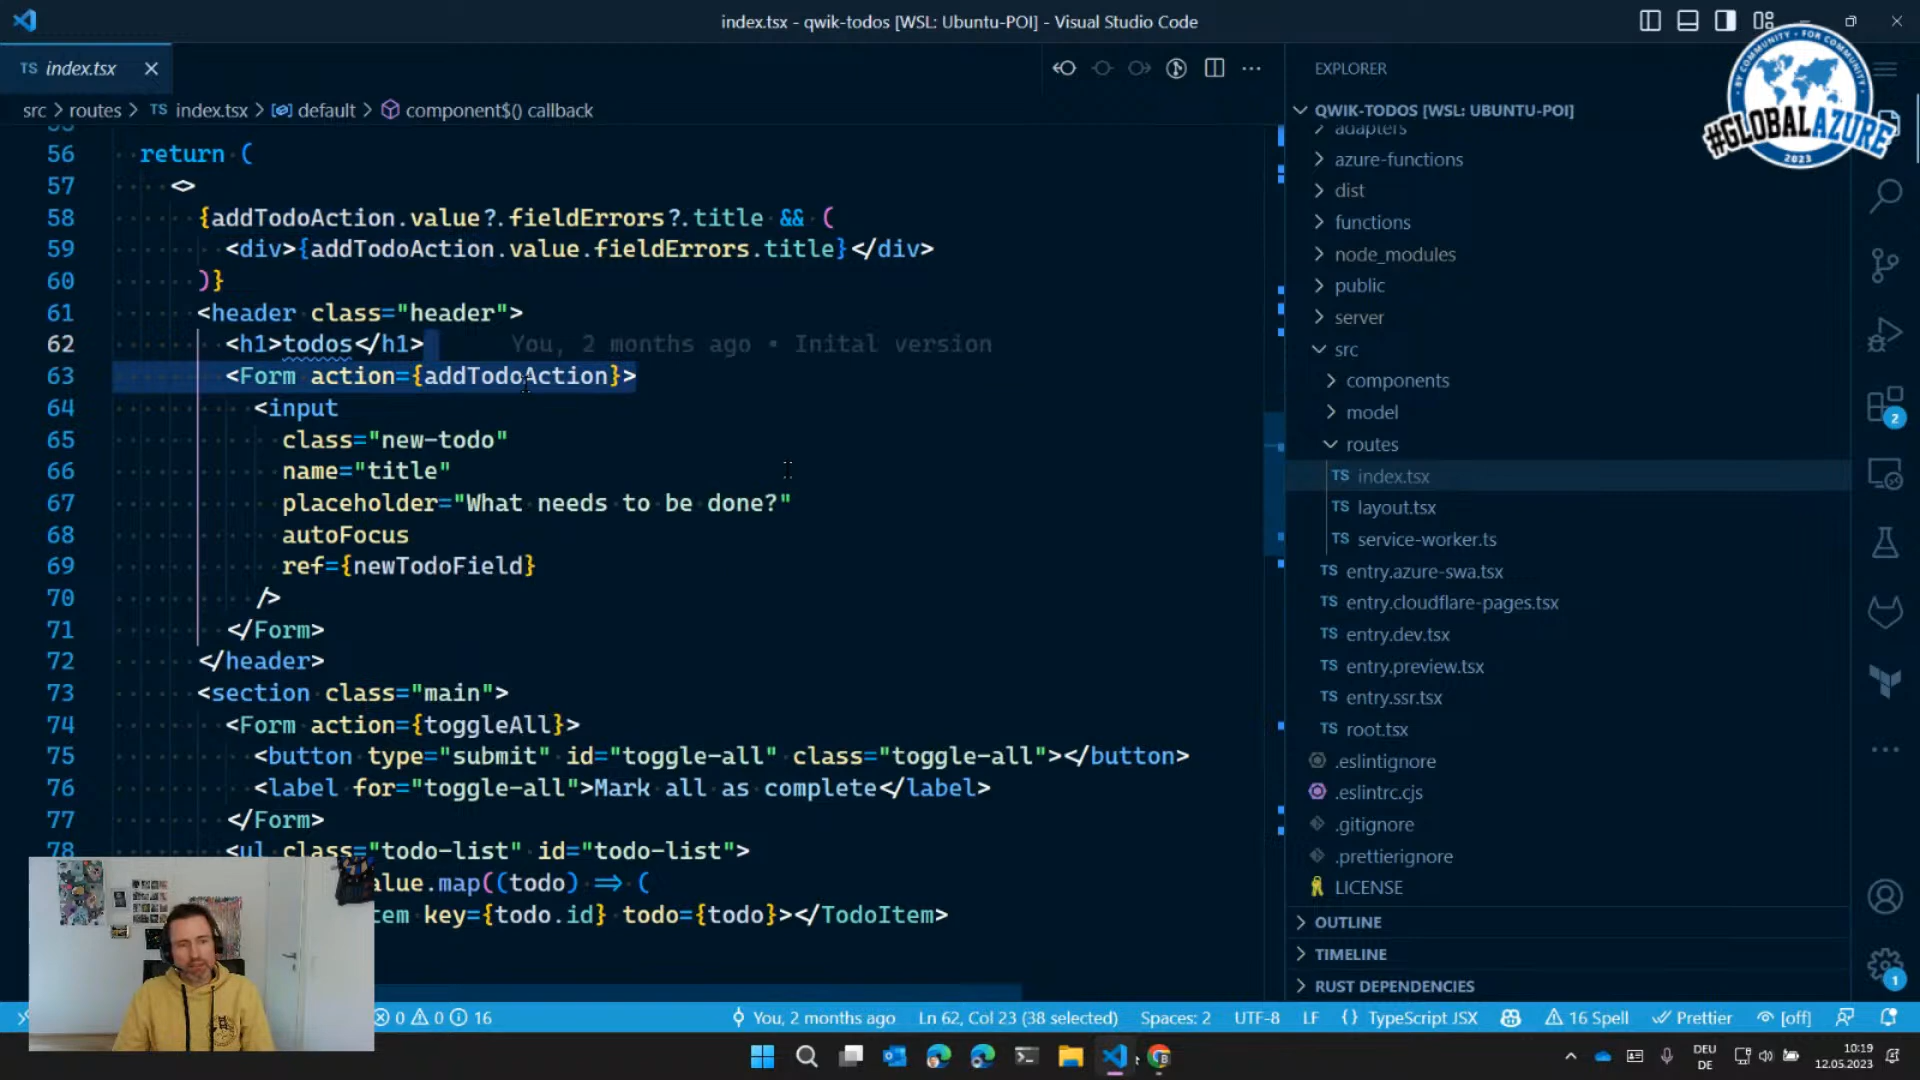 index.tsx - qwik-todos [WSL: Ubuntu-POI] - Visual Studio Code
TS index.tsx
src > routes > TS index.tsx > default > component$() callback
56 return (
57 <>
58 {addTodoAction.value?.fieldErrors?.title && (
59 <div>{addTodoAction.value.fieldErrors.title}</div>
60 )}
61 <header class="header">
62 <h1>todos</h1> You, 2 months ago • Inital version
63 <Form action={addTodoAction}>
64 <input
65 class="new-todo"
66 name="title"
67 placeholder="What needs to be done?"
68 autoFocus
69 ref={newTodoField}
70 />
71 </Form>
72 </header>
73 <section class="main">
74 <Form action={toggleAll}>
75 <button type="submit" id="toggle-all" class="toggle-all"></button>
76 <label for="toggle-all">Mark all as complete</label>
77 </Form>
78 <ul class="todo-list" id="todo-list">
alue.map((todo) => (
tem key={todo.id} todo={todo}></TodoItem>
EXPLORER
QWIK-TODOS [WSL: UBUNTU-POI]
adapters
azure-functions
dist
functions
node_modules
public
server
src
components
model
routes
TS index.tsx
TS layout.tsx
TS service-worker.ts
TS entry.azure-swa.tsx
TS entry.cloudflare-pages.tsx
TS entry.dev.tsx
TS entry.preview.tsx
TS entry.ssr.tsx
TS root.tsx
.eslintignore
.eslintrc.cjs
.gitignore
.prettierignore
LICENSE
OUTLINE
TIMELINE
RUST DEPENDENCIES
BY COMMUNITY · FOR COMMUNITY
#GLOBALAZURE
2023
2
1
0 0 16 You, 2 months ago Ln 62, Col 23 (38 selected) Spaces: 2 UTF-8 LF {} TypeScript JSX 16 Spell Prettier [off]
DEU
DE
10:19
12.05.2023